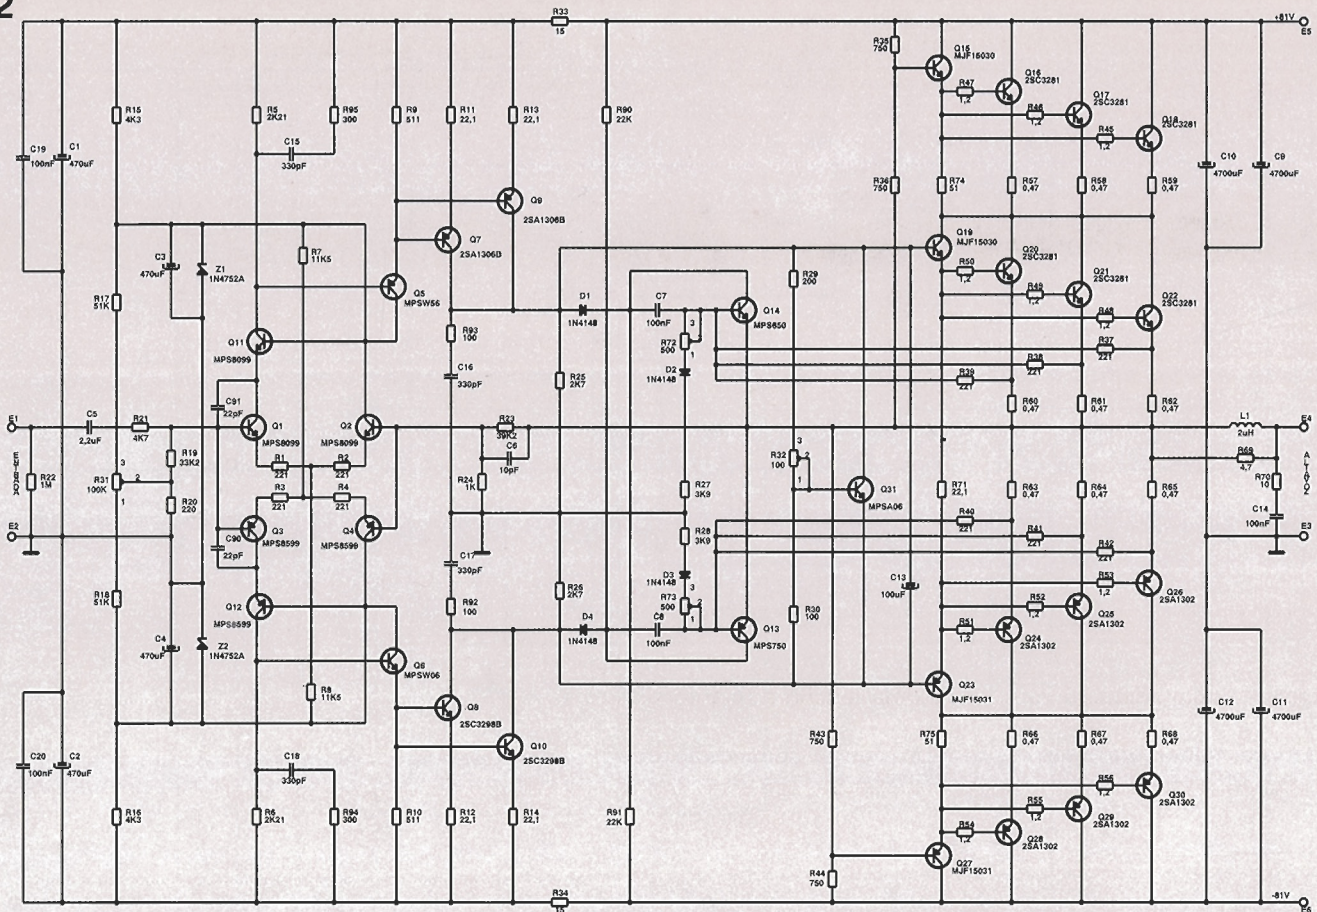 2
R33
15
+81V
E5
R35
750
Q15
MJF15030
R47
1,2
Q16
2SC3281
R46
1,2
Q17
2SC3281
R45
1,2
Q18
2SC3281
R15
4K3
R5
2K21
R95
300
R9
511
R11
22,1
R13
22,1
R90
22K
C19
100nF
C1
470uF
C15
330pF
C10
4700uF
C9
4700uF
R36
750
R74
51
R57
0,47
R58
0,47
R59
0,47
Q9
2SA1306B
Q7
2SA1306B
Q19
MJF15030
R50
1,2
Q20
2SC3281
R49
1,2
Q21
2SC3281
R48
1,2
Q22
2SC3281
C3
470uF
Z1
1N4752A
R7
11K5
R29
200
R17
51K
Q5
MPSW56
D1
1N4148
C7
100nF
Q14
MPS650
3
R72
500
1
D2
1N4148
R93
100
Q11
MPS8099
R37
221
R38
221
R39
221
C16
330pF
R25
2K7
C91
22pF
R60
0,47
R61
0,47
R62
0,47
E1
C5
2,2uF
R21
4K7
Q1
MPS8099
Q2
MPS8099
R23
39K2
C6
10pF
L1
2uH
E4
R19
33K2
R1
221
R2
221
3
R32
100
2
1
R69
4,7
R22
1M
3
R31
100K
2
1
R20
220
R3
221
R4
221
R24
1K
R27
3K9
Q31
MPSA06
R71
22,1
R63
0,47
R64
0,47
R65
0,47
R70
10
C14
100nF
E2
Q3
MPS8599
Q4
MPS8599
R28
3K9
R40
221
R41
221
R42
221
E3
C90
22pF
C17
330pF
R26
2K7
D3
1N4148
3
R73
500
2
1
C13
100uF
R53
1,2
Q26
2SA1302
R52
1,2
Q25
2SA1302
R51
1,2
Q24
2SA1302
R18
51K
Q12
MPS8599
R92
100
D4
1N4148
C8
100nF
Q13
MPS750
R30
100
C4
470uF
Z2
1N4752A
R8
11K5
Q6
MPSW06
Q8
2SC3298B
Q23
MJF15031
Q10
2SC3298B
R43
750
R75
51
R66
0,47
R67
0,47
R68
0,47
C12
4700uF
C11
4700uF
C20
100nF
C2
470uF
C18
330pF
R56
1,2
Q30
2SA1302
R55
1,2
Q29
2SA1302
R54
1,2
Q28
2SA1302
R16
4K3
R6
2K21
R94
300
R10
511
R12
22,1
R14
22,1
R91
22K
Q27
MJF15031
R44
750
R34
15
-81V
E6